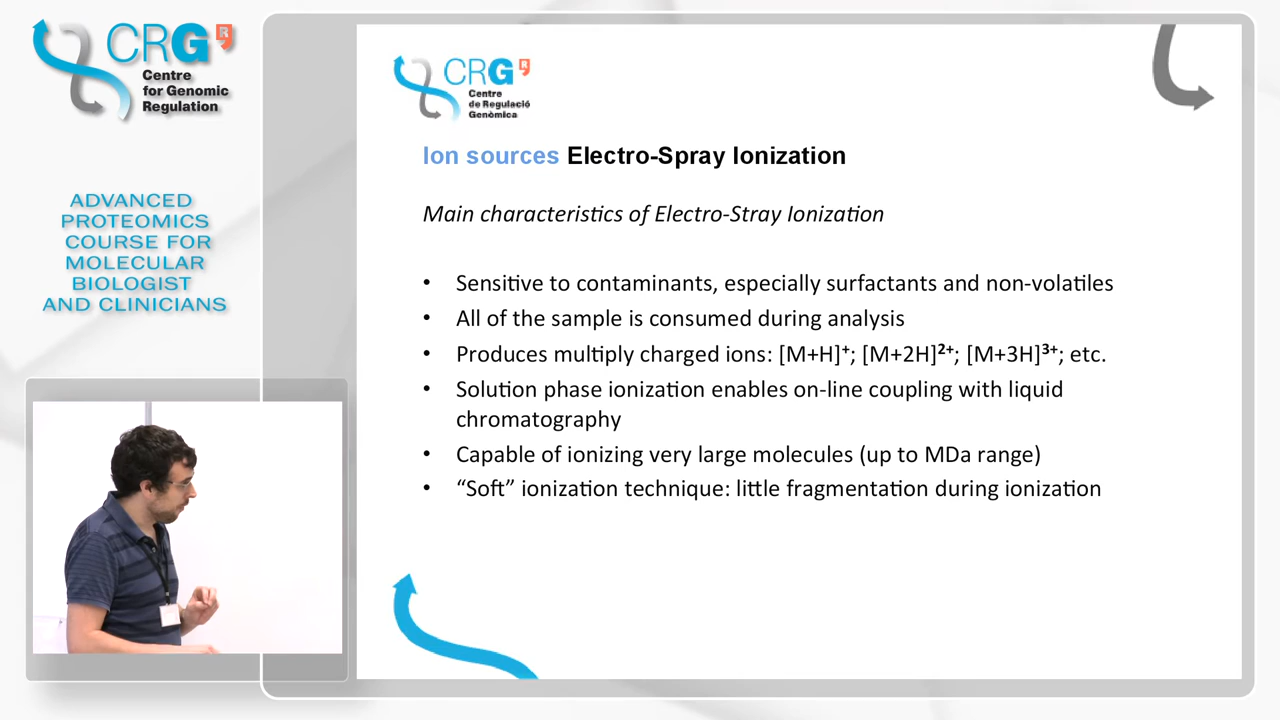 CRG
R
Centre
for Genomic
Regulation
ADVANCED
PROTEOMICS
COURSE FOR
MOLECULAR
BIOLOGIST
AND CLINICIANS
CRG
R
Centre
de Regulació
Genòmica
Ion sources Electro-Spray Ionization
Main characteristics of Electro-Stray Ionization
• Sensitive to contaminants, especially surfactants and non-volatiles
• All of the sample is consumed during analysis
• Produces multiply charged ions: [M+H]⁺; [M+2H]²⁺; [M+3H]³⁺; etc.
• Solution phase ionization enables on-line coupling with liquid
chromatography
• Capable of ionizing very large molecules (up to MDa range)
• “Soft” ionization technique: little fragmentation during ionization